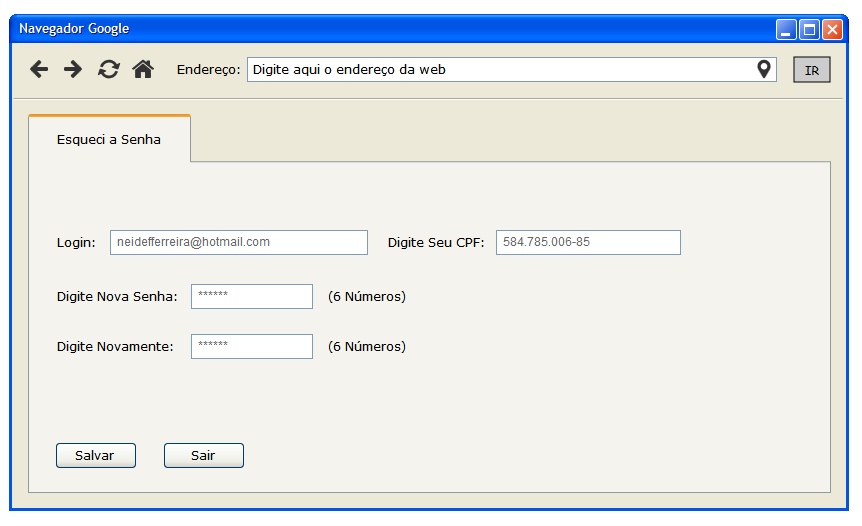 Navegador Google
Endereço: Digite aqui o endereço da web IR
Esqueci a Senha
Login: neidefferreira@hotmail.com Digite Seu CPF: 584.785.006-85
Digite Nova Senha: ****** (6 Números)
Digite Novamente: ****** (6 Números)
Salvar Sair